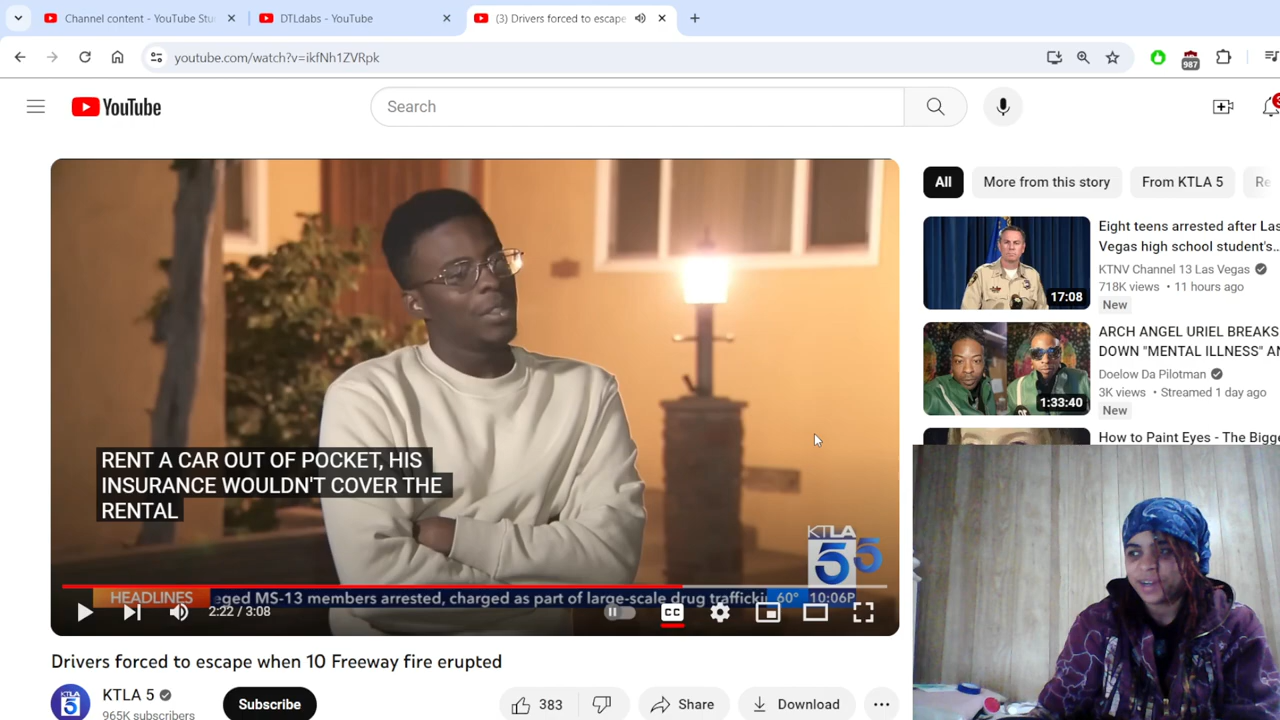 Channel content - YouTube Stu
DTLdabs - YouTube
(3) Drivers forced to escape
youtube.com/watch?v=ikfNh1ZVRpk
987
YouTube
Search
All
More from this story
From KTLA 5
Re
Eight teens arrested after Las
Vegas high school student's...
KTNV Channel 13 Las Vegas
718K views • 11 hours ago
New
17:08
ARCH ANGEL URIEL BREAKS
DOWN "MENTAL ILLNESS" AN
Doelow Da Pilotman
3K views • Streamed 1 day ago
New
1:33:40
How to Paint Eyes - The Bigge
RENT A CAR OUT OF POCKET, HIS
INSURANCE WOULDN'T COVER THE
RENTAL
KTLA
5 5
HEADLINES
eged MS-13 members arrested, charged as part of large-scale drug trafficki
60° 10:06P
2:22 / 3:08
CC
Drivers forced to escape when 10 Freeway fire erupted
KTLA 5
965K subscribers
Subscribe
383
Share
Download